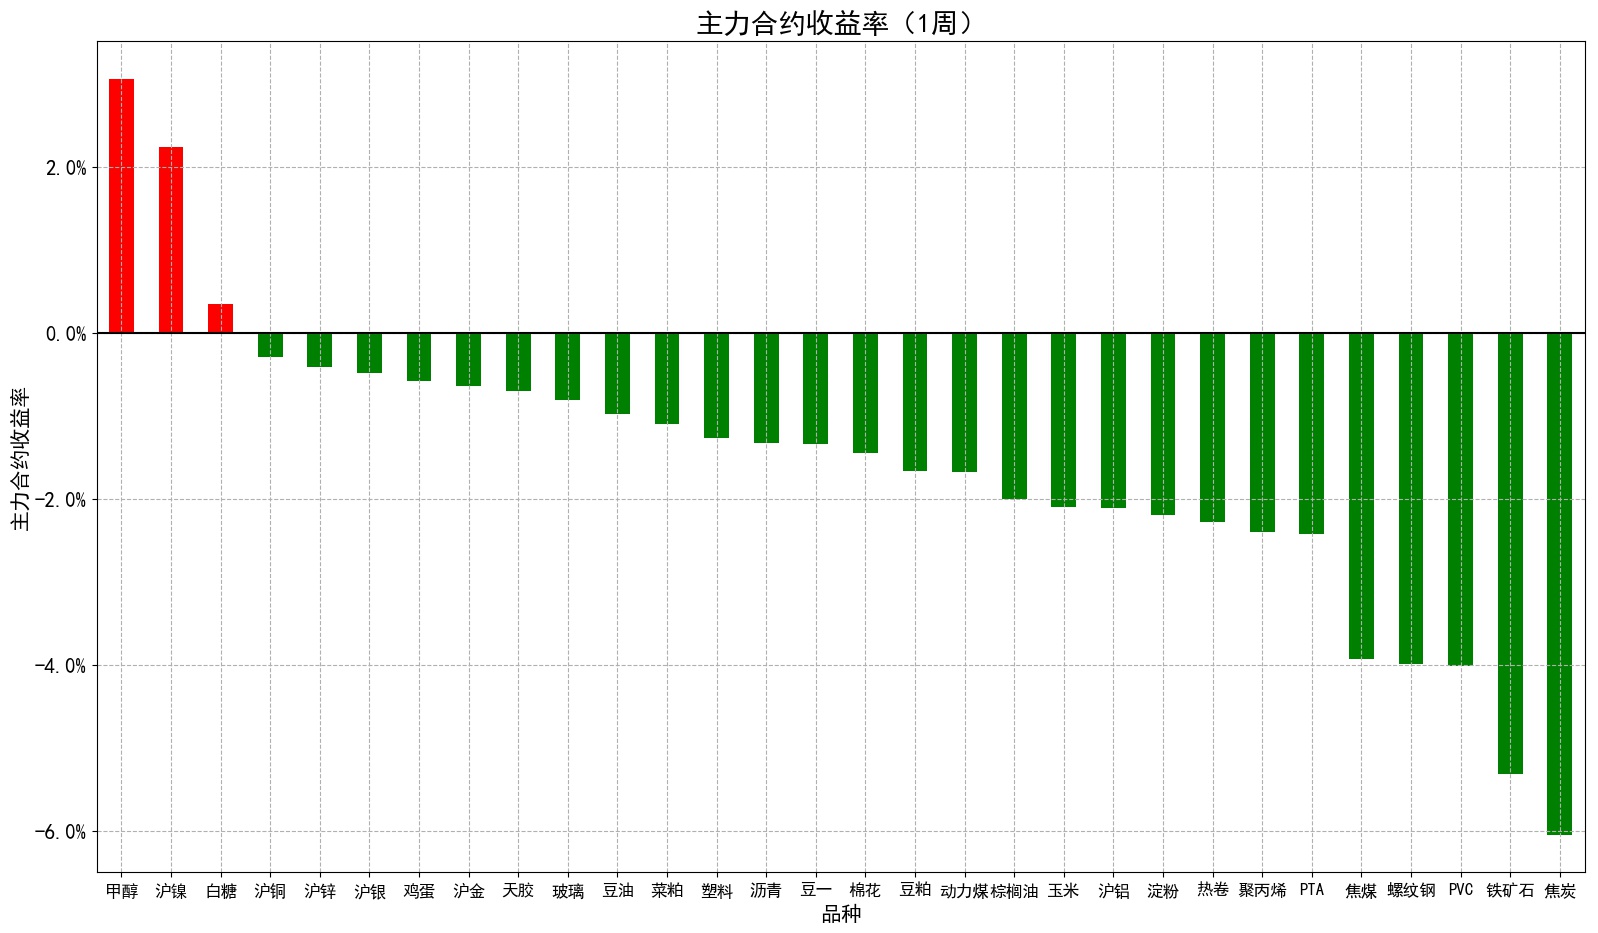 主力合约收益率（1周）
主力合约收益率
2.0%
0.0%
−2.0%
−4.0%
−6.0%
甲醇 沪镍 白糖 沪铜 沪锌 沪银 鸡蛋 沪金 天胶 玻璃 豆油 菜粕 塑料 沥青 豆一 棉花 豆粕 动力煤 棕榈油 玉米 沪铝 淀粉 热卷 聚丙烯 PTA 焦煤 螺纹钢 PVC 铁矿石 焦炭
品种